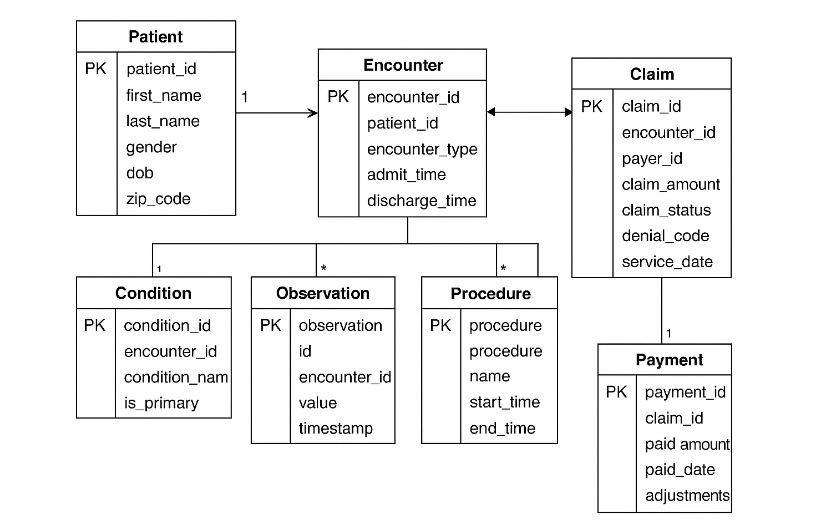 Patient
PK patient_id
first_name
last_name
gender
dob
zip_code
1
Encounter
PK encounter_id
patient_id
encounter_type
admit_time
discharge_time
Claim
PK claim_id
encounter_id
payer_id
claim_amount
claim_status
denial_code
service_date
1
*
*
Condition
PK condition_id
encounter_id
condition_nam
is_primary
Observation
PK observation
id
encounter_id
value
timestamp
Procedure
PK procedure
procedure
name
start_time
end_time
1
Payment
PK payment_id
claim_id
paid amount
paid_date
adjustments